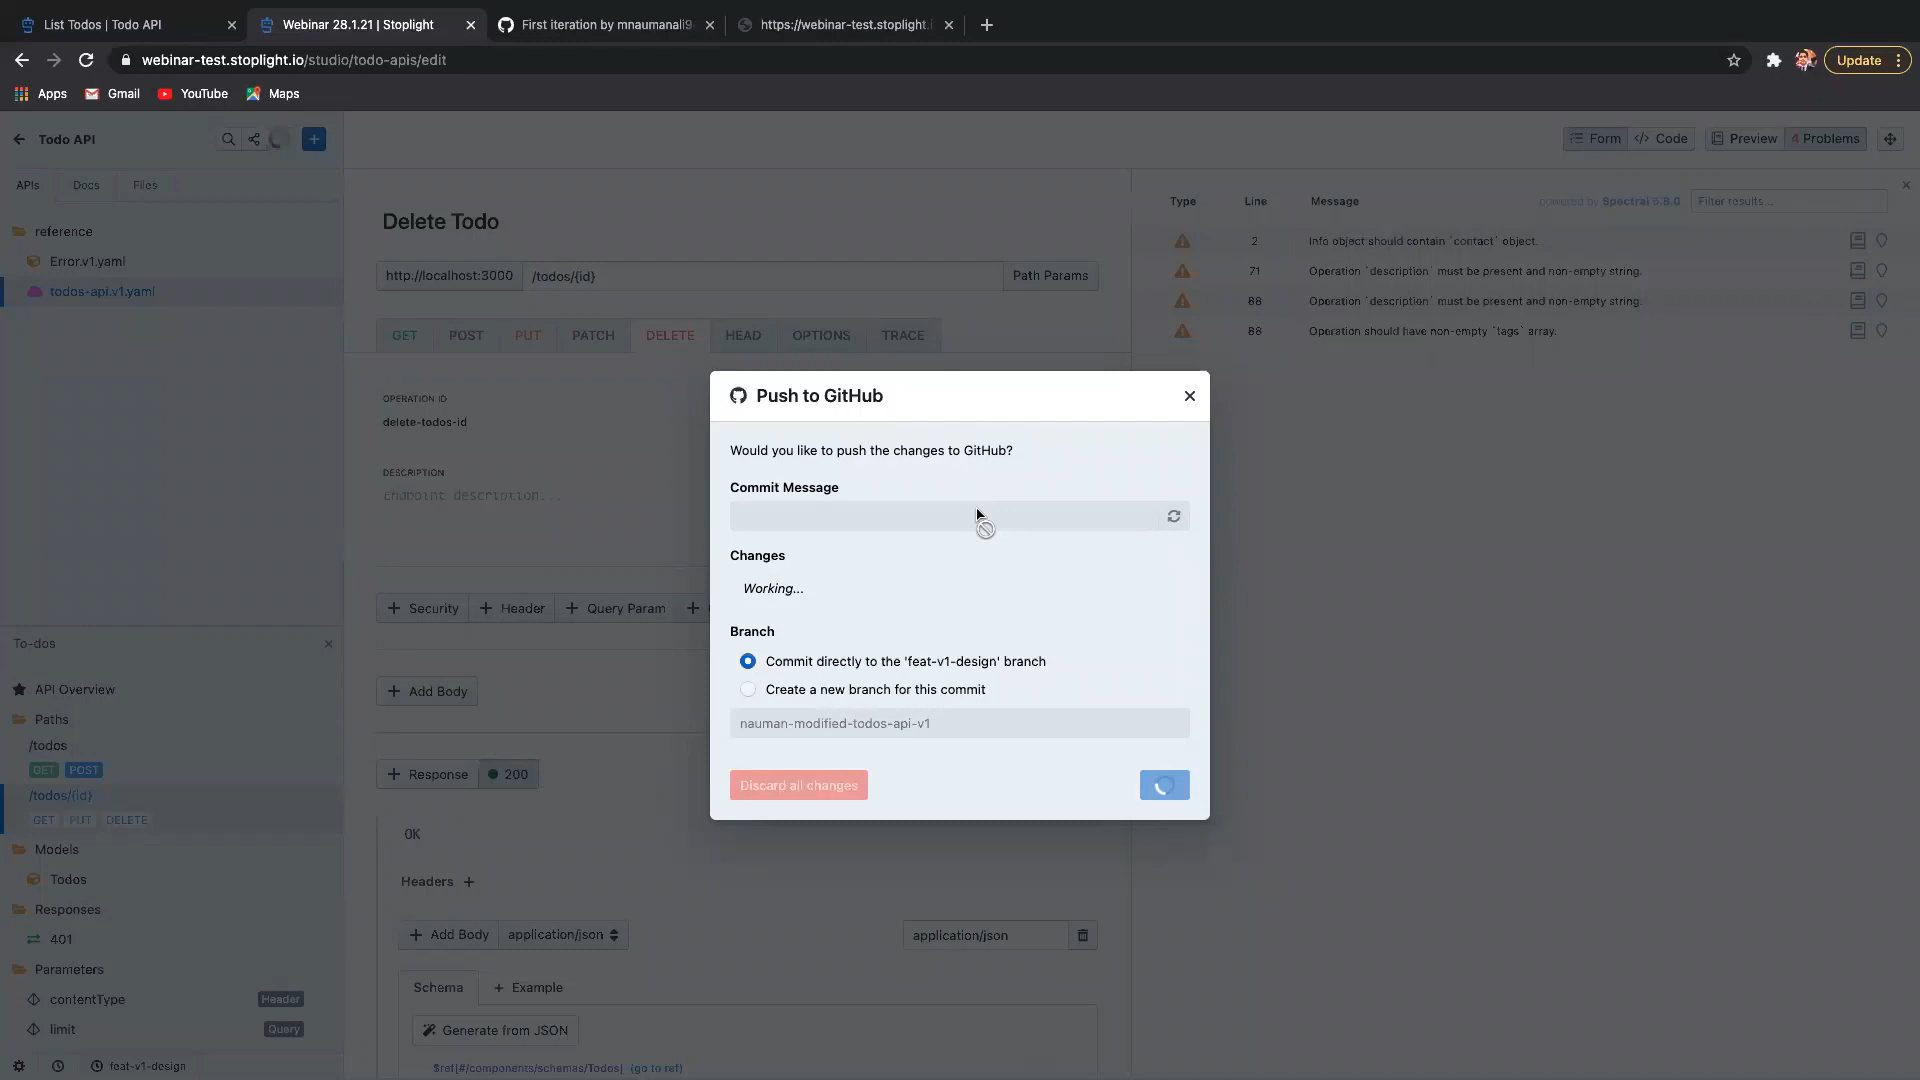 List Todos | Todo API
Webinar 28.1.21 | Stoplight
First iteration by mnaumanali9
https://webinar-test.stoplight.
webinar-test.stoplight.io/studio/todo-apis/edit
Update
Apps
Gmail
YouTube
Maps
Todo API
Form
Code
Preview
4 Problems
APIs
Docs
Files
reference
Error.v1.yaml
todos-api.v1.yaml
Delete Todo
http://localhost:3000
/todos/{id}
Path Params
GET
POST
PUT
PATCH
DELETE
HEAD
OPTIONS
TRACE
OPERATION ID
delete-todos-id
DESCRIPTION
Endpoint description...
Security
Header
Query Param
Add Body
Response
200
OK
Headers
Add Body
application/json
application/json
Schema
Example
Generate from JSON
$ref[#/components/schemas/Todos] (go to ref)
Type
Line
Message
powered by Spectral 5.8.0
Filter results...
2
Info object should contain `contact` object.
71
Operation `description` must be present and non-empty string.
88
Operation `description` must be present and non-empty string.
88
Operation should have non-empty `tags` array.
Push to GitHub
Would you like to push the changes to GitHub?
Commit Message
Changes
Working...
Branch
Commit directly to the 'feat-v1-design' branch
Create a new branch for this commit
nauman-modified-todos-api-v1
Discard all changes
To-dos
API Overview
Paths
/todos
GET POST
/todos/{id}
GET PUT DELETE
Models
Todos
Responses
401
Parameters
contentType
Header
limit
Query
feat-v1-design